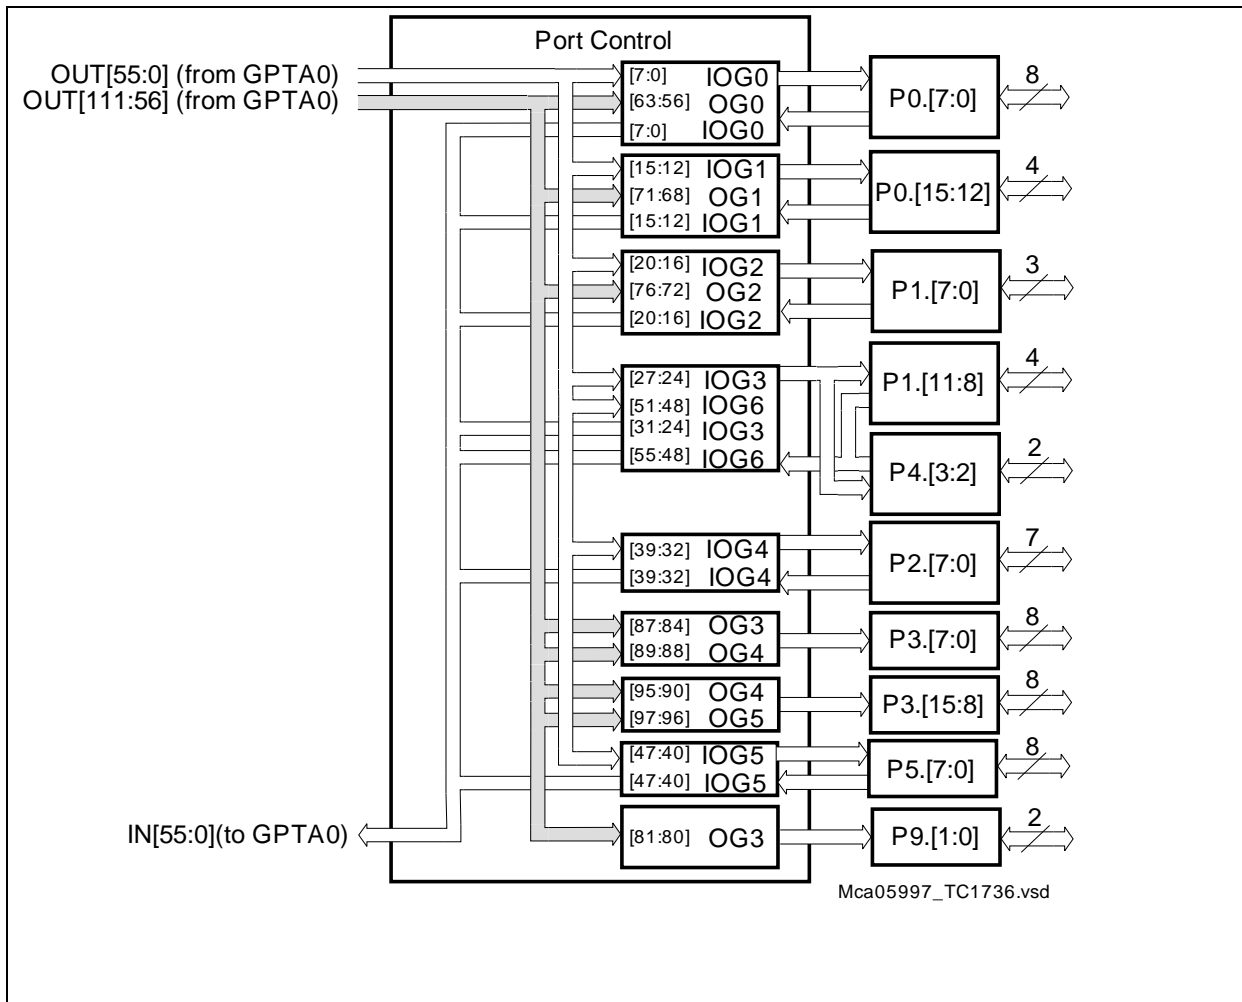 Port Control
OUT[55:0] (from GPTA0)
OUT[111:56] (from GPTA0)
[7:0] IOG0
[63:56] OG0
[7:0] IOG0
P0.[7:0]
8
[15:12] IOG1
[71:68] OG1
[15:12] IOG1
P0.[15:12]
4
[20:16] IOG2
[76:72] OG2
[20:16] IOG2
P1.[7:0]
3
[27:24] IOG3
[51:48] IOG6
[31:24] IOG3
[55:48] IOG6
P1.[11:8]
4
P4.[3:2]
2
[39:32] IOG4
[39:32] IOG4
P2.[7:0]
7
[87:84] OG3
[89:88] OG4
P3.[7:0]
8
[95:90] OG4
[97:96] OG5
P3.[15:8]
8
[47:40] IOG5
[47:40] IOG5
P5.[7:0]
8
IN[55:0](to GPTA0)
[81:80] OG3
P9.[1:0]
2
Mca05997_TC1736.vsd